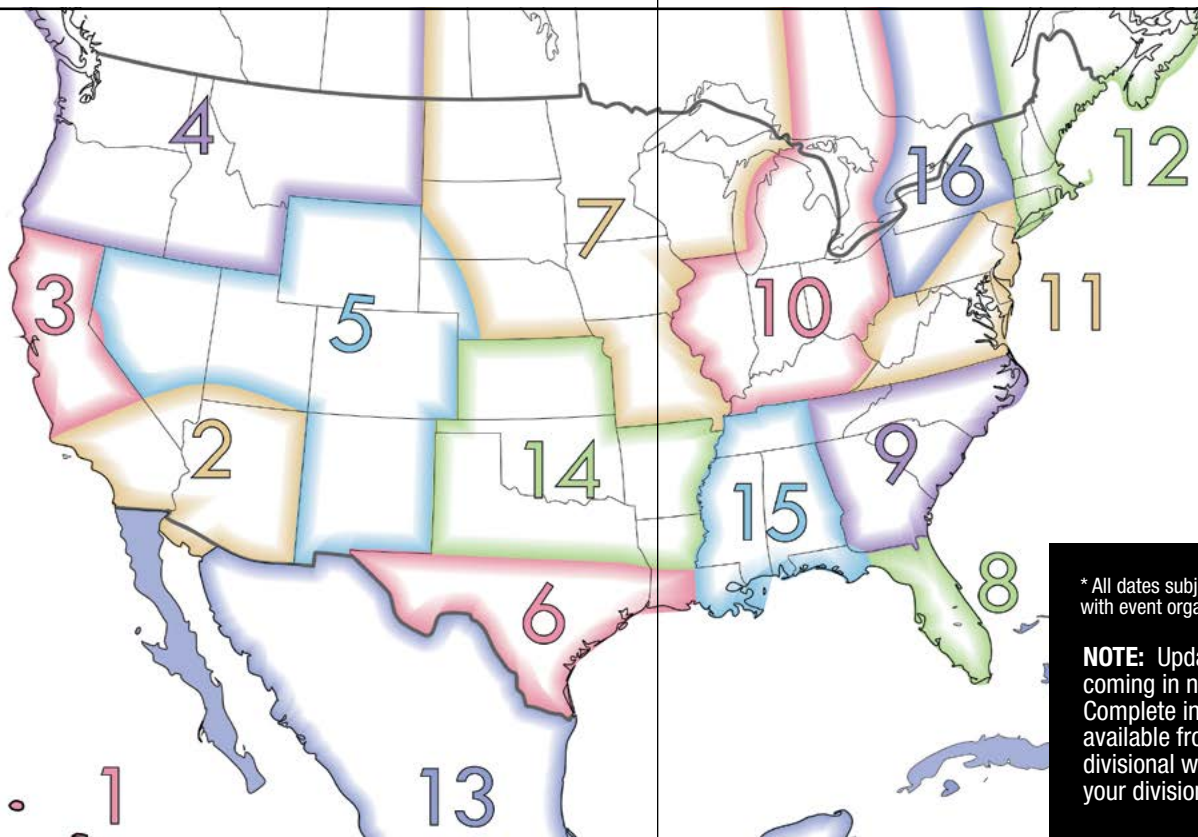 4
16
12
7
3
5
10
11
2
14
9
15
8
6
1
13
* All dates subj
with event orga
NOTE: Upda
coming in n
Complete in
available fro
divisional w
your division